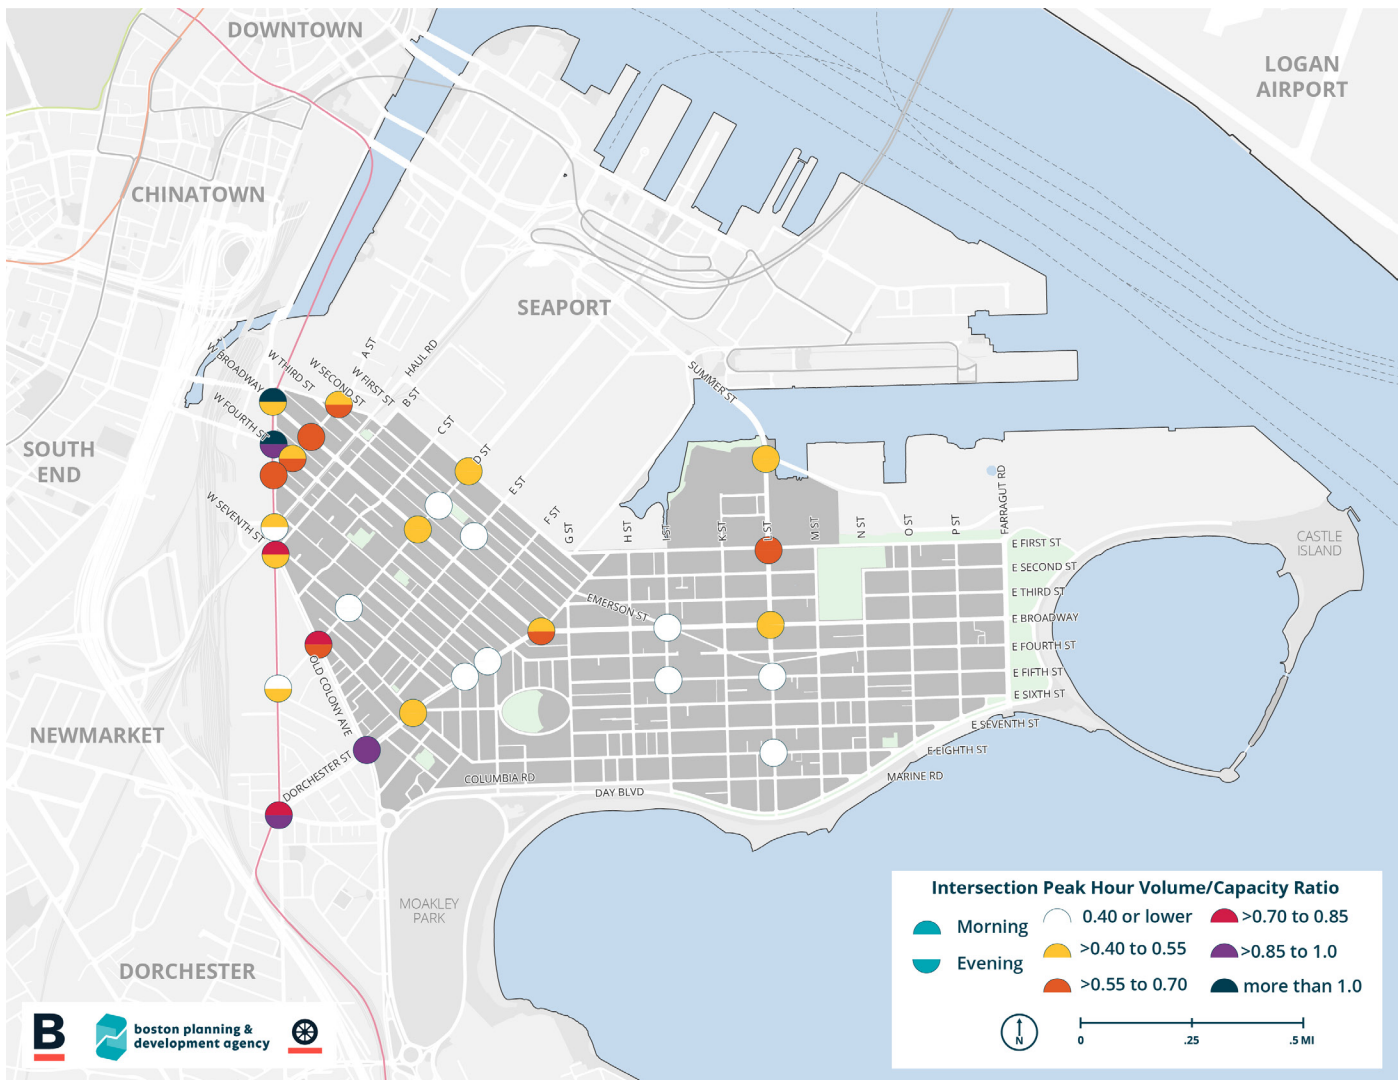 DOWNTOWN
LOGAN
AIRPORT
CHINATOWN
SEAPORT
SOUTH
END
NEWMARKET
DORCHESTER
CASTLE
ISLAND
MOAKLEY
PARK
W BROADWAY
W THIRD ST
W SECOND ST
W FIRST ST
A ST
HAUL RD
B ST
C ST
D ST
E ST
F ST
G ST
H ST
I ST
K ST
L ST
M ST
N ST
O ST
P ST
FARRAGUT RD
SUMMER ST
W FOURTH ST
W SEVENTH ST
E FIRST ST
E SECOND ST
E THIRD ST
E BROADWAY
E FOURTH ST
E FIFTH ST
E SIXTH ST
E SEVENTH ST
E EIGHTH ST
MARINE RD
EMERSON ST
OLD COLONY AVE
DORCHESTER ST
COLUMBIA RD
DAY BLVD
Intersection Peak Hour Volume/Capacity Ratio
Morning
Evening
0.40 or lower
>0.40 to 0.55
>0.55 to 0.70
>0.70 to 0.85
>0.85 to 1.0
more than 1.0
N
0
.25
.5 MI
B
boston planning &
development agency